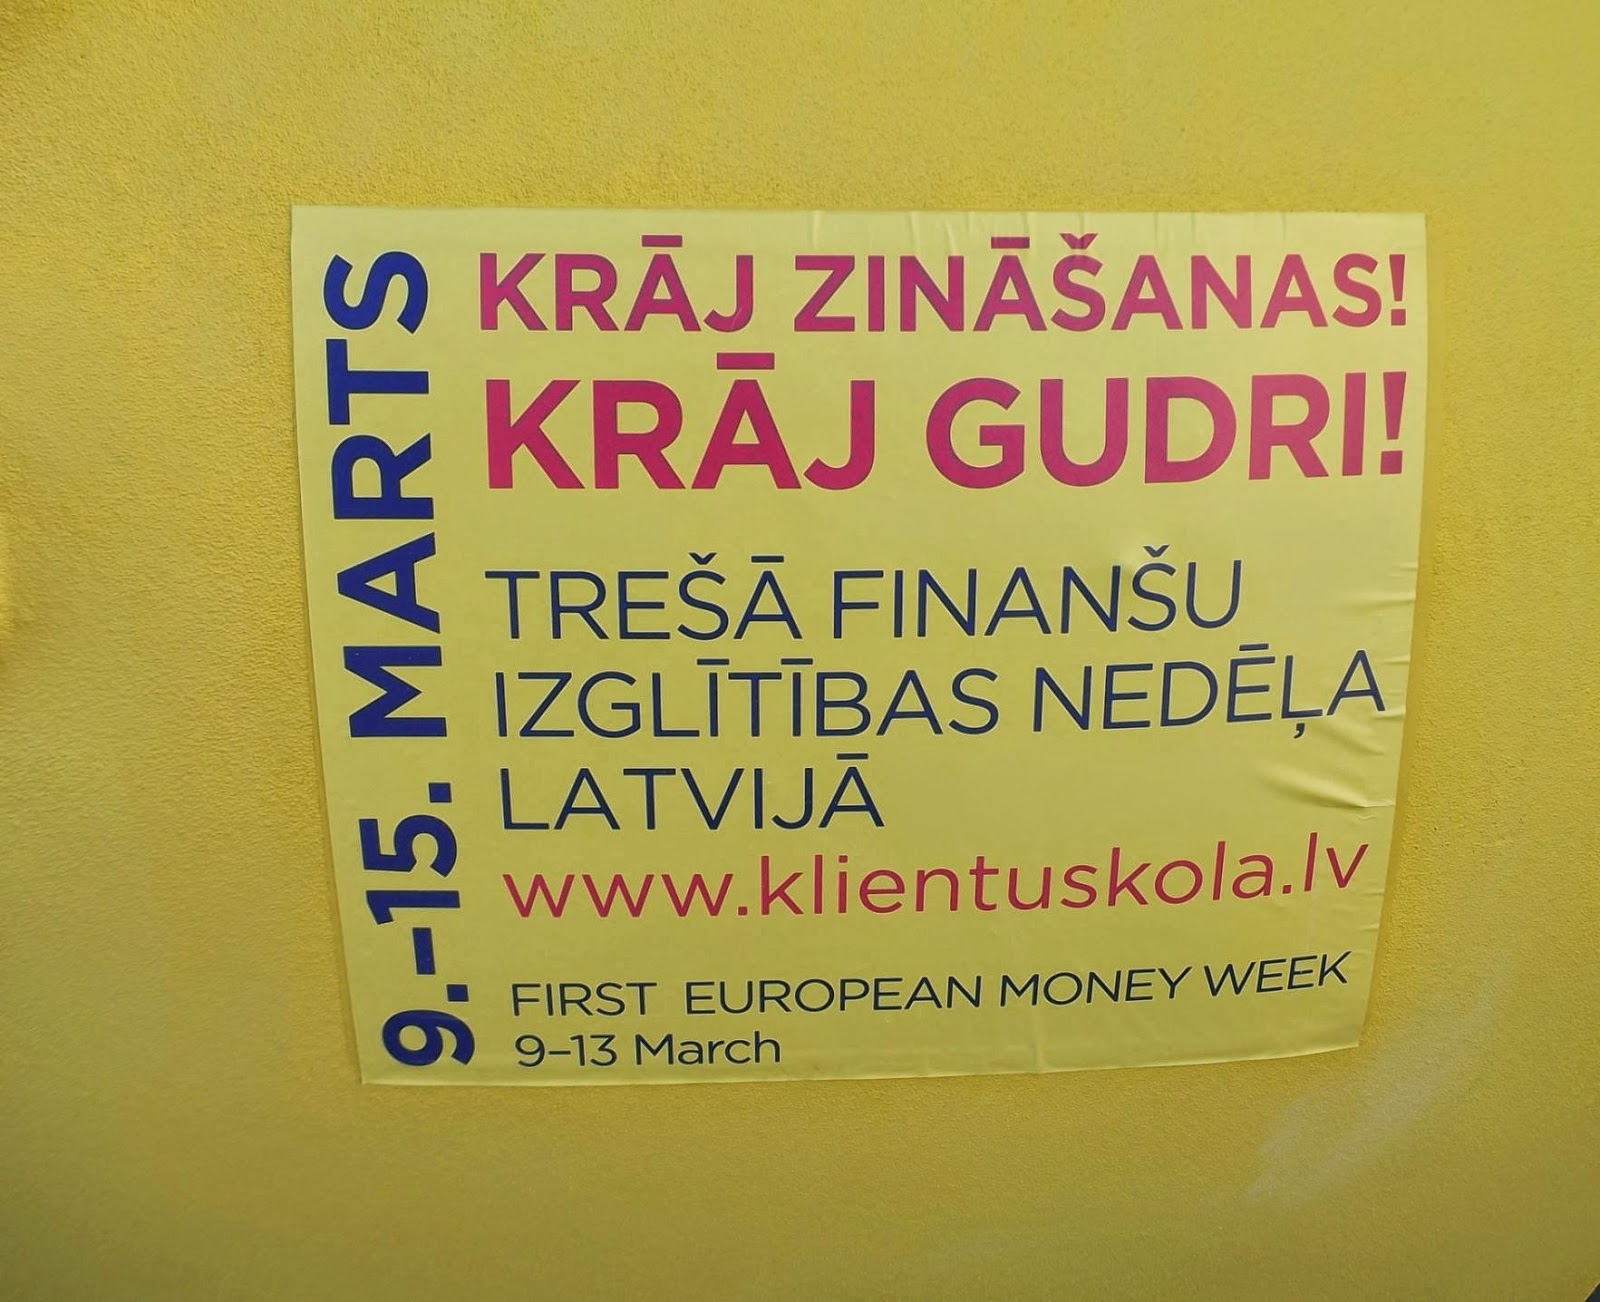 9.–15. MARTS
KRĀJ ZINĀŠANAS!
KRĀJ GUDRI!
TREŠĀ FINANŠU
IZGLĪTĪBAS NEDĒĻA
LATVIJĀ
www.klientuskola.lv
FIRST EUROPEAN MONEY WEEK
9–13 March